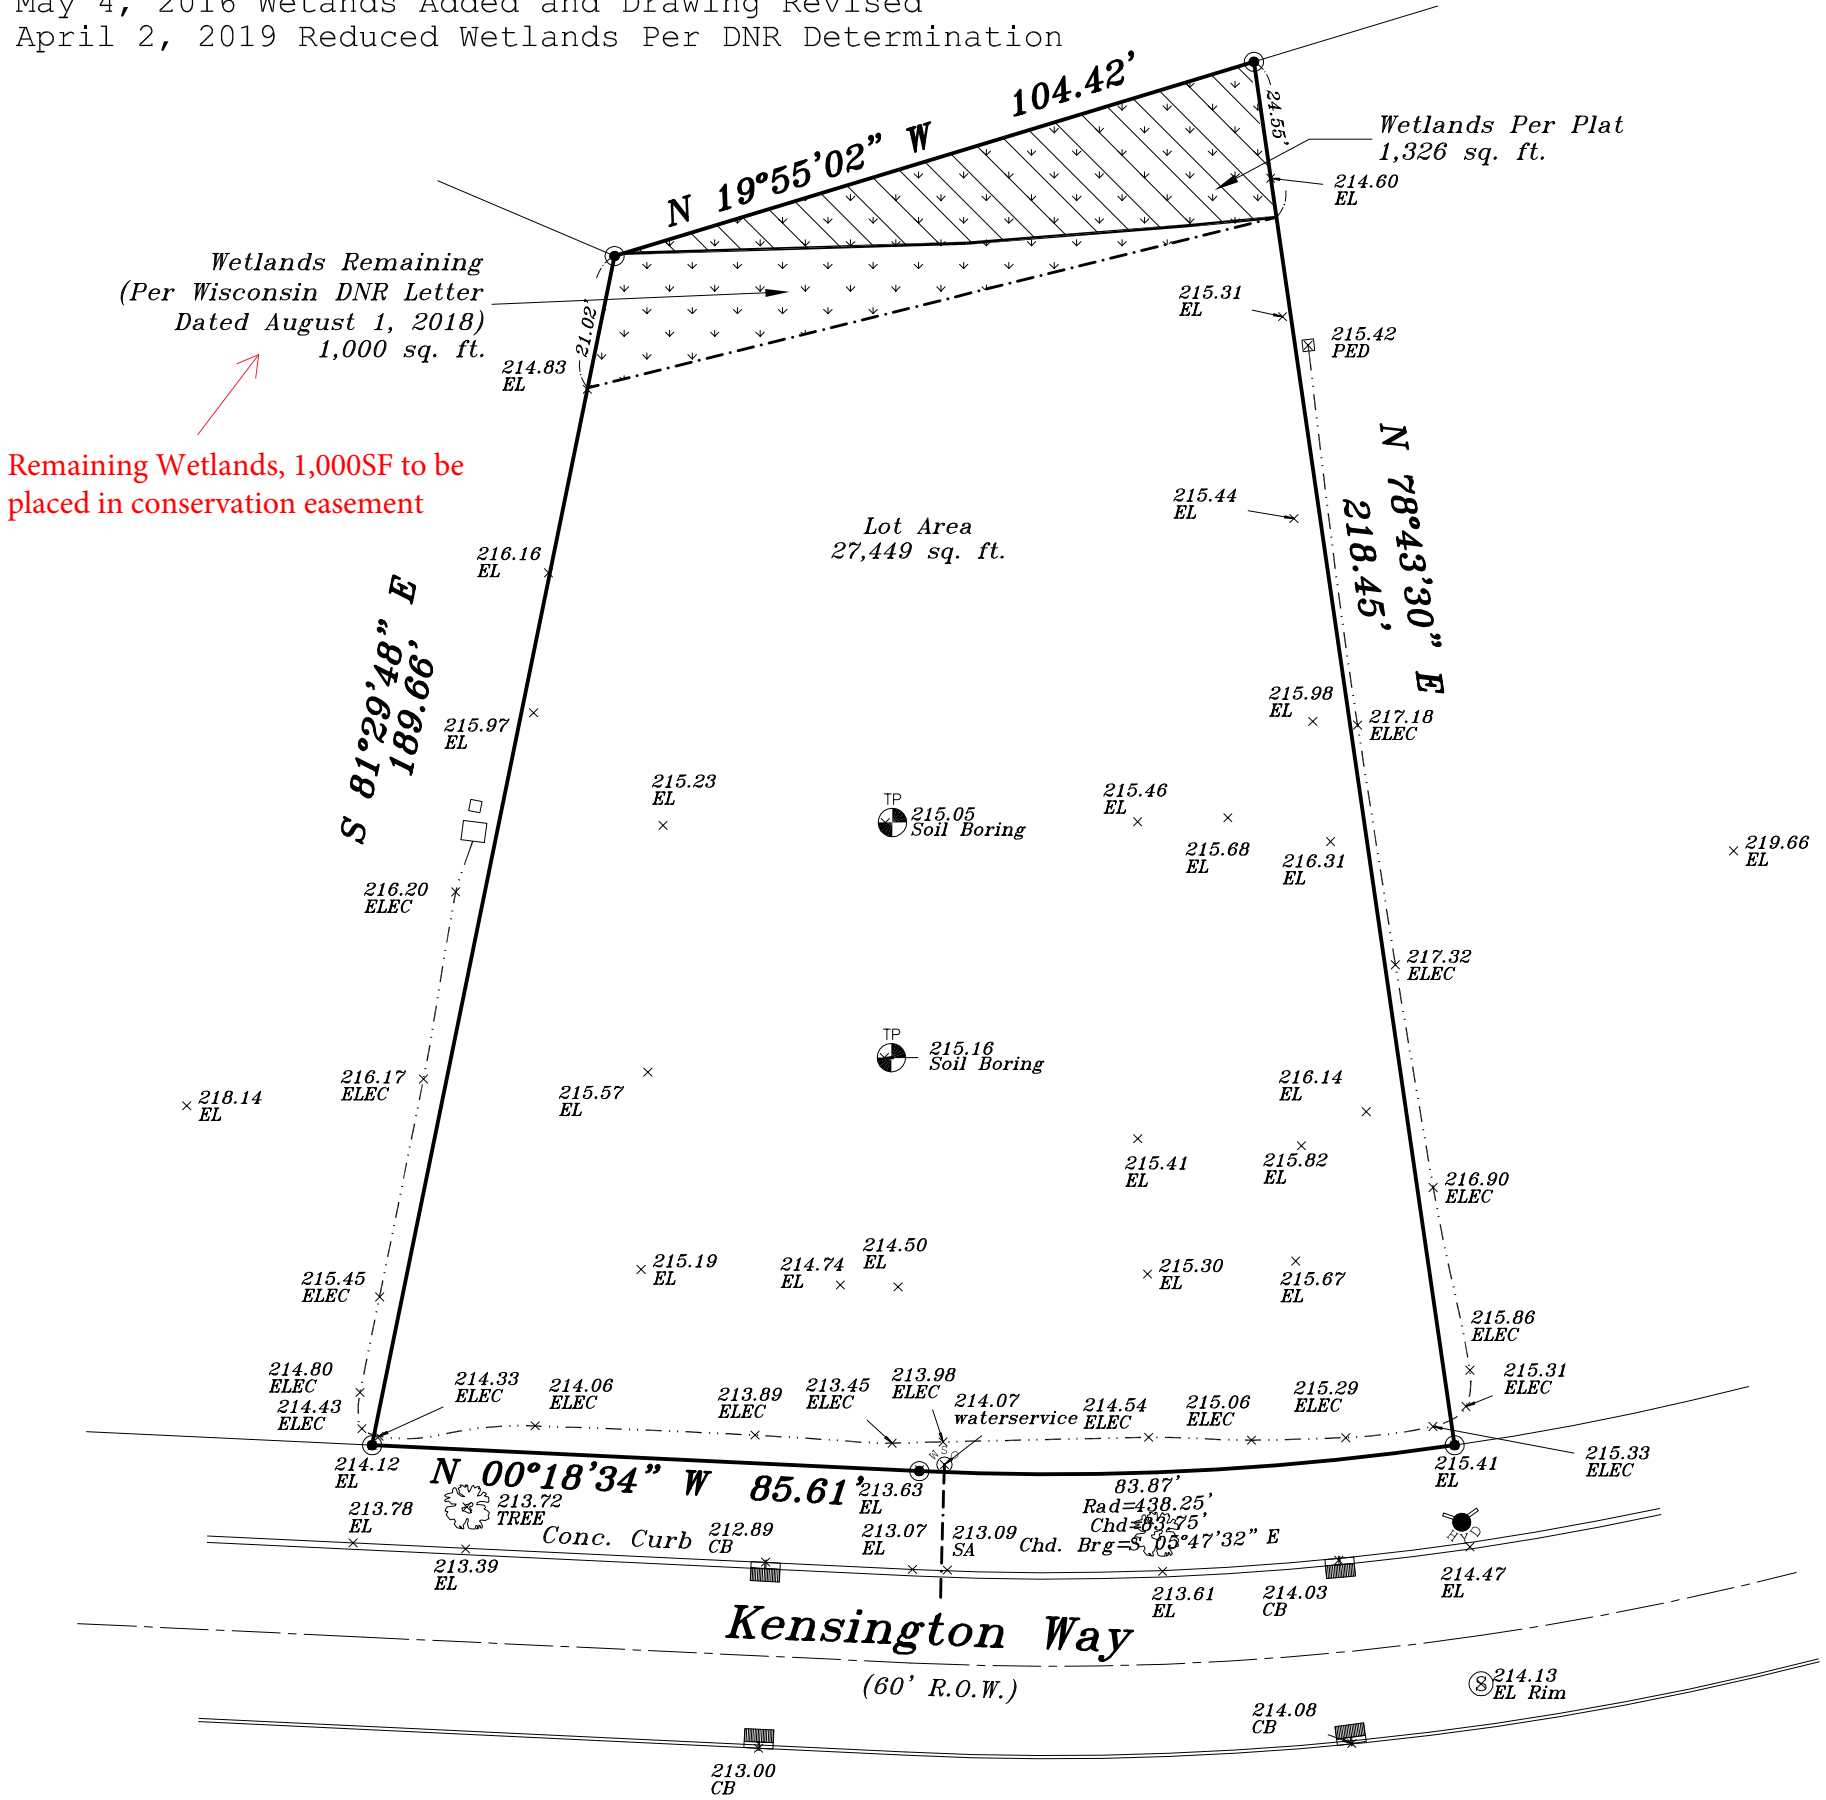 May 4, 2016 Wetlands Added and Drawing Revised
April 2, 2019 Reduced Wetlands Per DNR Determination
N 19°55'02" W 104.42'
24.55'
Wetlands Per Plat
1,326 sq. ft.
214.60
EL
Wetlands Remaining
(Per Wisconsin DNR Letter
Dated August 1, 2018)
1,000 sq. ft.
21.02'
214.83
EL
215.31
EL
215.42
PED
Remaining Wetlands, 1,000SF to be
placed in conservation easement
N 78°43'30" E
218.45'
215.44
EL
Lot Area
27,449 sq. ft.
216.16
EL
S 81°29'48" E
189.66'
215.97
EL
215.98
EL
217.18
ELEC
215.23
EL
TP
215.05
Soil Boring
215.46
EL
215.68
EL
216.31
EL
219.66
EL
216.20
ELEC
217.32
ELEC
TP
215.16
Soil Boring
216.17
ELEC
218.14
EL
215.57
EL
216.14
EL
215.41
EL
215.82
EL
216.90
ELEC
215.19
EL
214.74
EL
214.50
EL
215.30
EL
215.67
EL
215.45
ELEC
215.86
ELEC
214.80
ELEC
214.43
ELEC
214.33
ELEC
214.06
ELEC
213.89
ELEC
213.45
ELEC
213.98
ELEC
214.07
waterservice
214.54
ELEC
215.06
ELEC
215.29
ELEC
215.31
ELEC
215.33
ELEC
WSO
214.12
EL
N 00°18'34" W 85.61'
213.63
EL
83.87'
Rad=438.25'
Chd=83.75'
Chd. Brg=S 05°47'32" E
215.41
EL
213.78
EL
213.72
TREE
HYD
Conc. Curb
212.89
CB
213.07
EL
213.09
SA
213.39
EL
213.61
EL
214.03
CB
214.47
EL
Kensington Way
(60' R.O.W.)
214.13
EL Rim
214.08
CB
213.00
CB